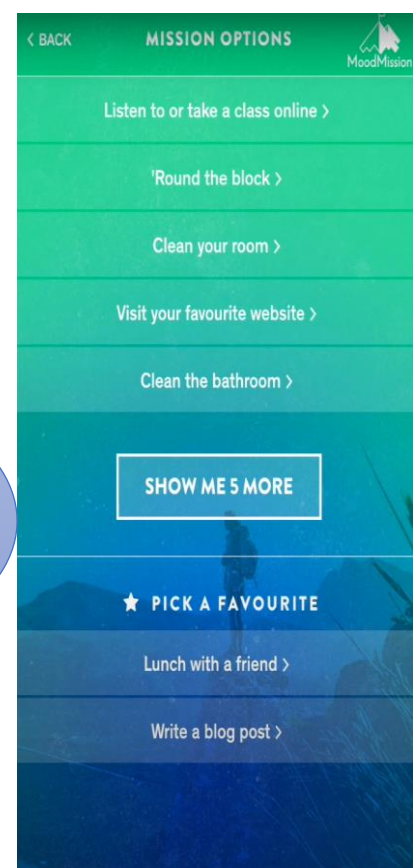 < BACK
MISSION OPTIONS
MoodMission
Listen to or take a class online >
'Round the block >
Clean your room >
Visit your favourite website >
Clean the bathroom >
SHOW ME 5 MORE
★ PICK A FAVOURITE
Lunch with a friend >
Write a blog post >